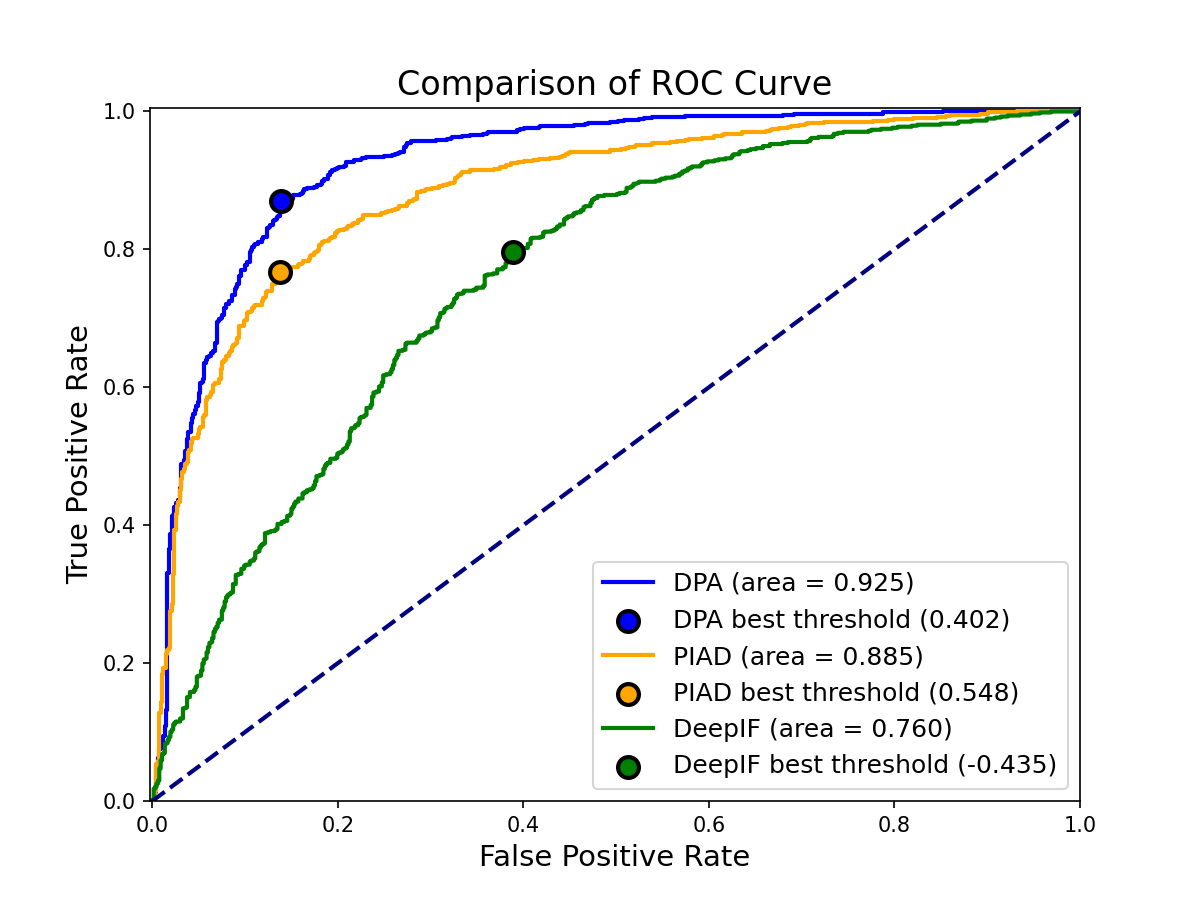 Comparison of ROC Curve
1.0
0.8
0.6
0.4
0.2
0.0
True Positive Rate
DPA (area = 0.925)
DPA best threshold (0.402)
PIAD (area = 0.885)
PIAD best threshold (0.548)
DeepIF (area = 0.760)
DeepIF best threshold (-0.435)
0.0 0.2 0.4 0.6 0.8 1.0
False Positive Rate